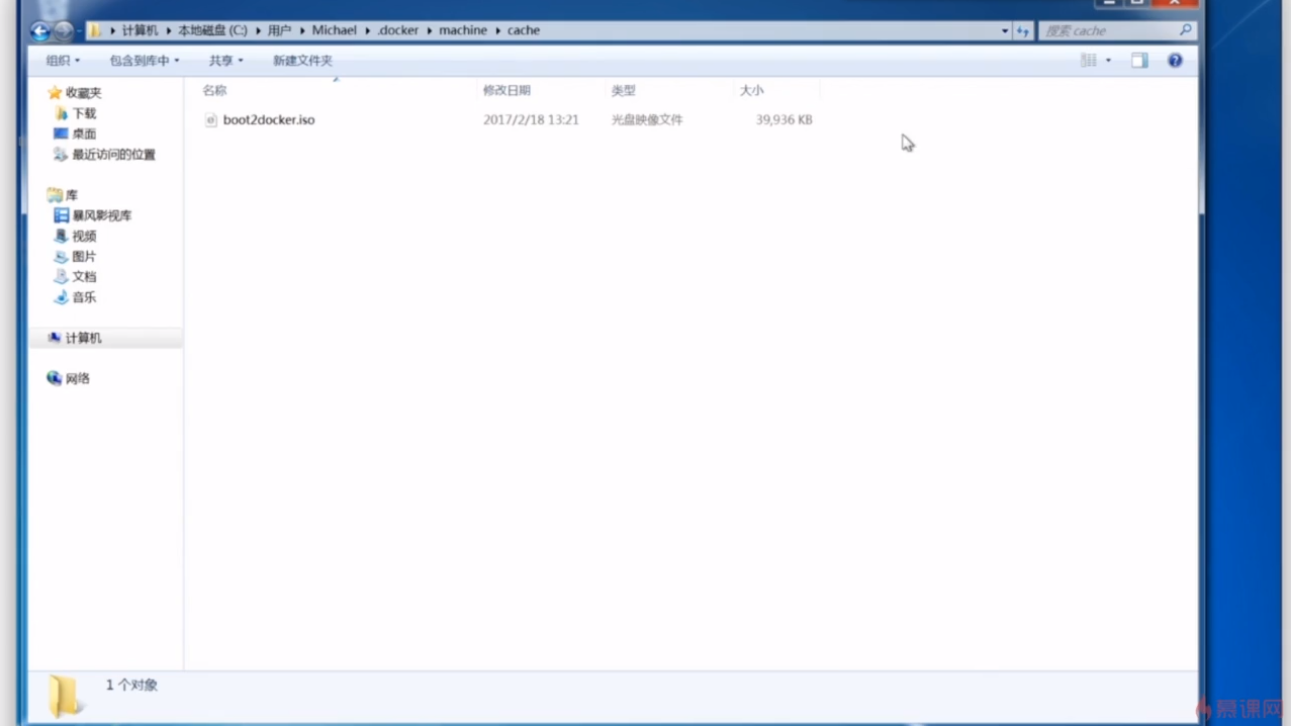 计算机 本地磁盘 (C:) 用户 Michael .docker machine cache
搜索 cache
组织 包含到库中 共享 新建文件夹
收藏夹
下载
桌面
最近访问的位置
库
暴风影视库
视频
图片
文档
音乐
计算机
网络
名称 修改日期 类型 大小
boot2docker.iso 2017/2/18 13:21 光盘映像文件 39,936 KB
1 个对象
慕课网